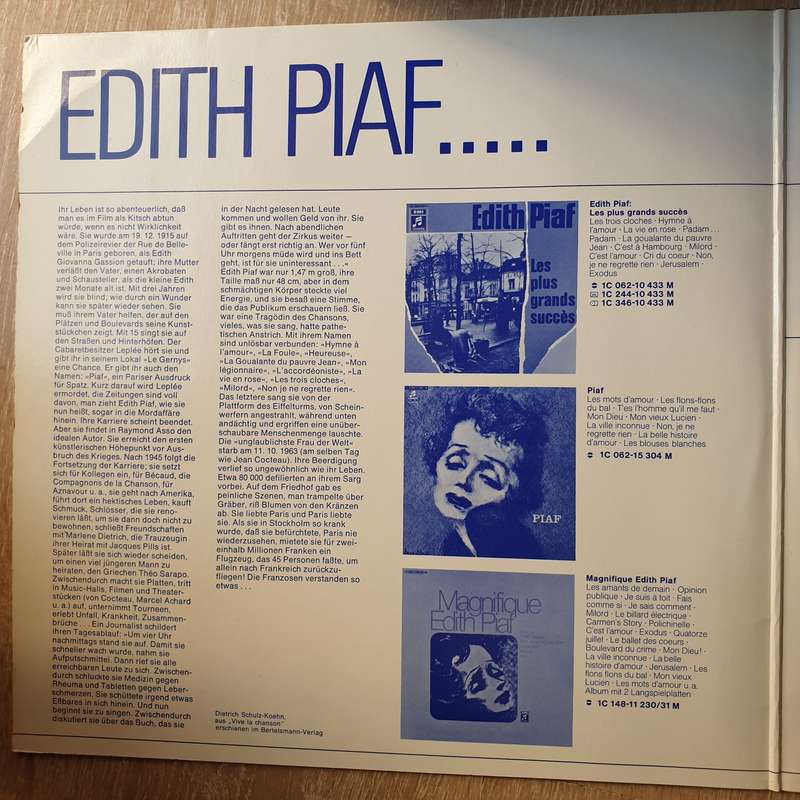 EDITH PIAF.....
Ihr Leben ist so abenteuerlich, daß
man es im Film als Kitsch abtun
würde, wenn es nicht Wirklichkeit
wäre. Sie wurde am 19. 12. 1915 auf
dem Polizeirevier der Rue de Belle-
ville in Paris geboren, als Edith
Giovanna Gassion getauft; ihre Mutter
verläßt den Vater, einen Akrobaten
und Schausteller, als die kleine Edith
zwei Monate alt ist. Mit drei Jahren
wird sie blind; wie durch ein Wunder
kann sie später wieder sehen. Sie
muß ihrem Vater helfen, der auf den
Plätzen und Boulevards seine Kunst-
stückchen zeigt. Mit 15 singt sie auf
den Straßen und Hinterhöfen. Der
Cabaretbesitzer Leplée hört sie und
gibt ihr in seinem Lokal »Le Gernys«
eine Chance. Er gibt ihr auch den
Namen: »Piaf«, ein Pariser Ausdruck
für Spatz. Kurz darauf wird Leplée
ermordet, die Zeitungen sind voll
davon, man zieht Edith Piaf, wie sie
nun heißt, sogar in die Mordaffäre
hinein. Ihre Karriere scheint beendet.
Aber sie findet in Raymond Asso den
idealen Autor. Sie erreicht den ersten
künstlerischen Höhepunkt vor Aus-
bruch des Krieges. Nach 1945 folgt die
Fortsetzung der Karriere; sie setzt
sich für Kollegen ein, für Bécaud, die
Compagnons de la Chanson, für
Aznavour u. a., sie geht nach Amerika,
führt dort ein hektisches Leben, kauft
Schmuck, Schlösser, die sie reno-
vieren läßt, um sie dann doch nicht zu
bewohnen, schließt Freundschaften
mit Marlene Dietrich, die Trauzeugin
ihrer Heirat mit Jacques Pills ist.
Später läßt sie sich wieder scheiden,
um einen viel jüngeren Mann zu
heiraten, den Griechen Théo Sarapo.
Zwischendurch macht sie Platten, tritt
in Music-Halls, Filmen und Theater-
stücken (von Cocteau, Marcel Achard
u. a.) auf, unternimmt Tourneen,
erlebt Unfall, Krankheit, Zusammen-
brüche . . . Ein Journalist schildert
ihren Tagesablauf: »Um vier Uhr
nachmittags stand sie auf. Damit sie
schneller wach wurde, nahm sie
Aufputschmittel. Dann rief sie alle
erreichbaren Leute zu sich. Zwischen-
durch schluckte sie Medizin gegen
Rheuma und Tabletten gegen Leber-
schmerzen. Sie schüttete irgend etwas
Eßbares in sich hinein. Und nun
beginnt sie zu singen. Zwischendurch
diskutiert sie über das Buch, das sie
in der Nacht gelesen hat. Leute
kommen und wollen Geld von ihr. Sie
gibt es ihnen. Nach abendlichen
Auftritten geht der Zirkus weiter —
oder fängt erst richtig an. Wer vor fünf
Uhr morgens müde wird und ins Bett
geht, ist für sie uninteressant . . .«
Edith Piaf war nur 1,47 m groß, ihre
Taille maß nur 48 cm, aber in dem
schmächtigen Körper steckte viel
Energie, und sie besaß eine Stimme,
die das Publikum erschauern ließ. Sie
war eine Tragödin des Chansons,
vieles, was sie sang, hatte pathe-
tischen Anstrich. Mit ihrem Namen
sind unlösbar verbunden: »Hymne à
l'amour«, »La Foule«, »Heureuse«,
»La Goualante du pauvre Jean«, »Mon
légionnaire«, »L'accordéoniste«, »La
vie en rose«, »Les trois cloches«,
»Milord«, »Non je ne regrette rien«.
Das letztere sang sie von der
Plattform des Eiffelturms, von Schein-
werfern angestrahlt, während unten
andächtig und ergriffen eine unüber-
schaubare Menschenmenge lauschte.
Die »unglaublichste Frau der Welt«
starb am 11. 10. 1963 (am selben Tag
wie Jean Cocteau). Ihre Beerdigung
verlief so ungewöhnlich wie ihr Leben.
Etwa 80 000 defilierten an ihrem Sarg
vorbei. Auf dem Friedhof gab es
peinliche Szenen, man trampelte über
Gräber, riß Blumen von den Kränzen
ab. Sie liebte Paris und Paris liebte
sie. Als sie in Stockholm so krank
wurde, daß sie befürchtete, Paris nie
wiederzusehen, mietete sie für zwei-
einhalb Millionen Franken ein
Flugzeug, das 45 Personen faßte, um
allein nach Frankreich zurückzu-
fliegen! Die Franzosen verstanden so
etwas . . .
Dietrich Schulz-Koehn,
aus „Vive la chanson"
erschienen im Bertelsmann-Verlag
Edith Piaf
Les
plus
grands
succès
PIAF
Magnifique
Edith Piaf
Edith Piaf:
Les plus grands succès
Les trois cloches · Hymne à
l'amour · La vie en rose · Padam...
Padam · La goualante du pauvre
Jean · C'est à Hambourg · Milord ·
C'est l'amour · Cri du coeur · Non,
je ne regrette rien · Jerusalem ·
Exodus
1C 062-10 433 M
1C 244-10 433 M
1C 346-10 433 M
Piaf
Les mots d'amour · Les flons-flons
du bal · T'es l'homme qu'il me faut ·
Mon Dieu · Mon vieux Lucien ·
La ville inconnue · Non, je ne
regrette rien · La belle histoire
d'amour · Les blouses blanches
1C 062-15 304 M
Magnifique Edith Piaf
Les amants de demain · Opinion
publique · Je suis à toit · Fais
comme si · Je sais comment ·
Milord · Le billard électrique ·
Carmen's Story · Polichinelle ·
C'est l'amour · Exodus · Quatorze
juillet · Le ballet des coeurs ·
Boulevard du crime · Mon Dieu! ·
La ville inconnue · La belle
histoire d'amour · Jerusalem · Les
flons flons du bal · Mon vieux
Lucien · Les mots d'amour u. a.
Album mit 2 Langspielplatten
1C 148-11 230/31 M